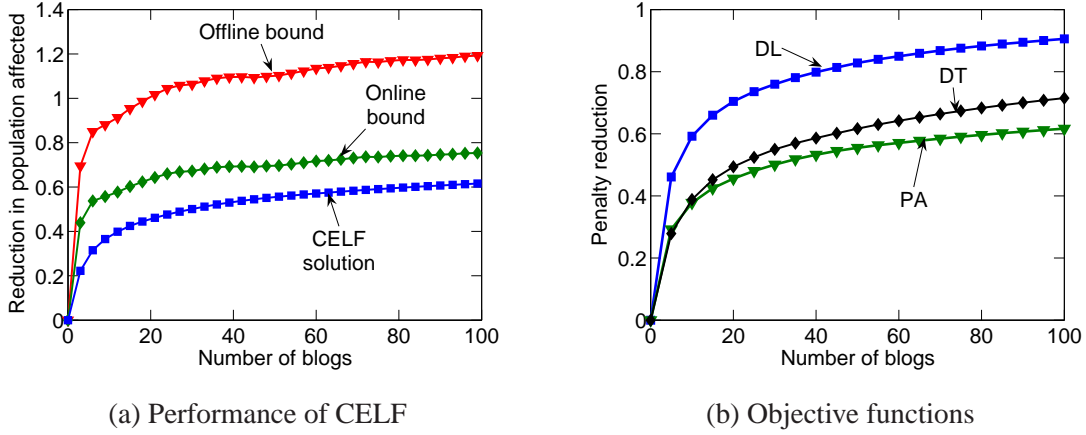 Reduction in population affected
1.4
1.2
1
0.8
0.6
0.4
0.2
0
Offline bound
Online
bound
CELF
solution
0
20
40
60
80
100
Number of blogs
(a) Performance of CELF
Penalty reduction
1
0.8
0.6
0.4
0.2
0
DL
DT
PA
0
20
40
60
80
100
Number of blogs
(b) Objective functions